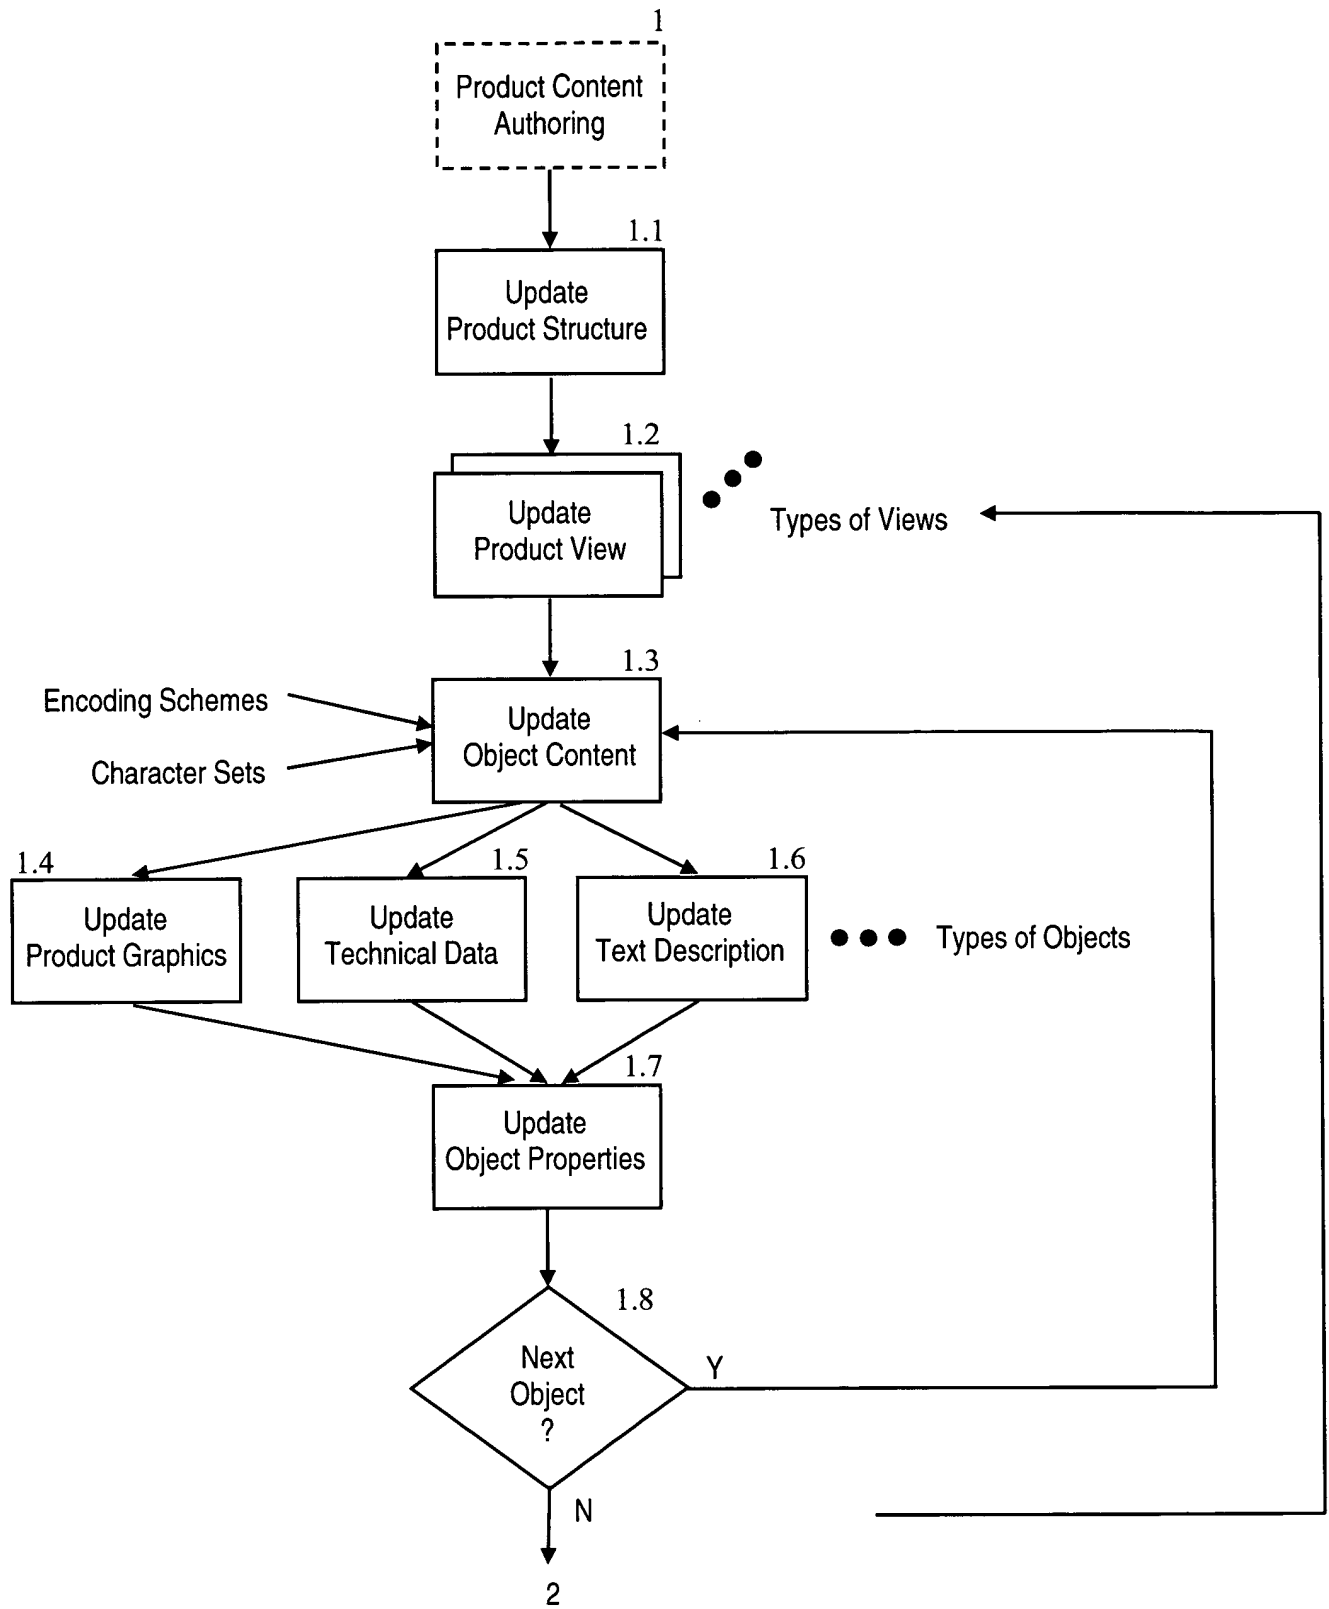 1
Product Content
Authoring
1.1
Update
Product Structure
1.2
Update
Product View
Types of Views
1.3
Update
Object Content
Encoding Schemes
Character Sets
1.4
Update
Product Graphics
1.5
Update
Technical Data
1.6
Update
Text Description
Types of Objects
1.7
Update
Object Properties
1.8
Next
Object
?
Y
N
2